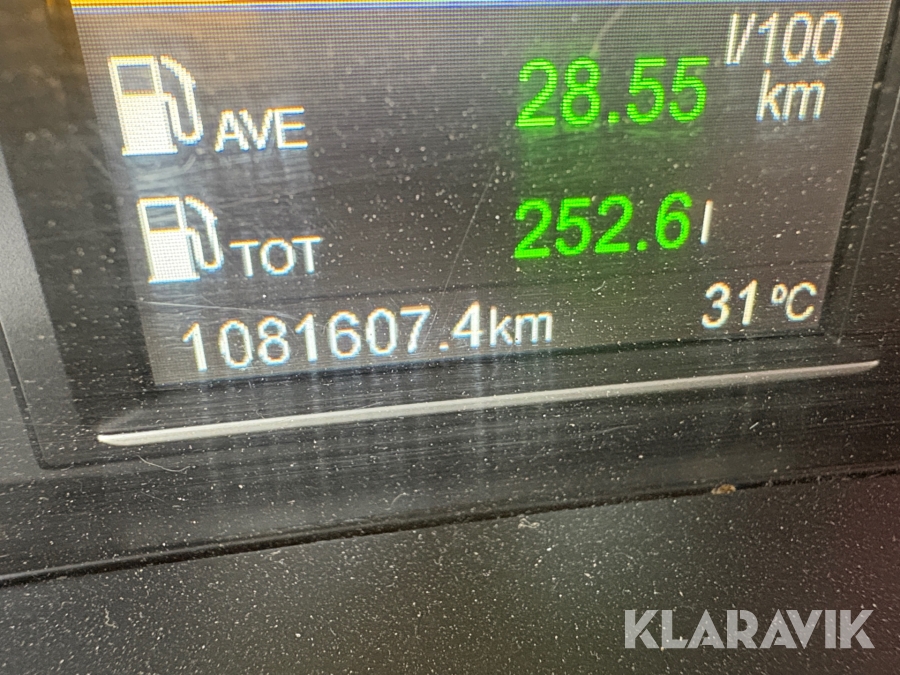 AVE 28.55 l/100 km
TOT 252.6 l
1081607.4km 31 ºC
KLARAVIK